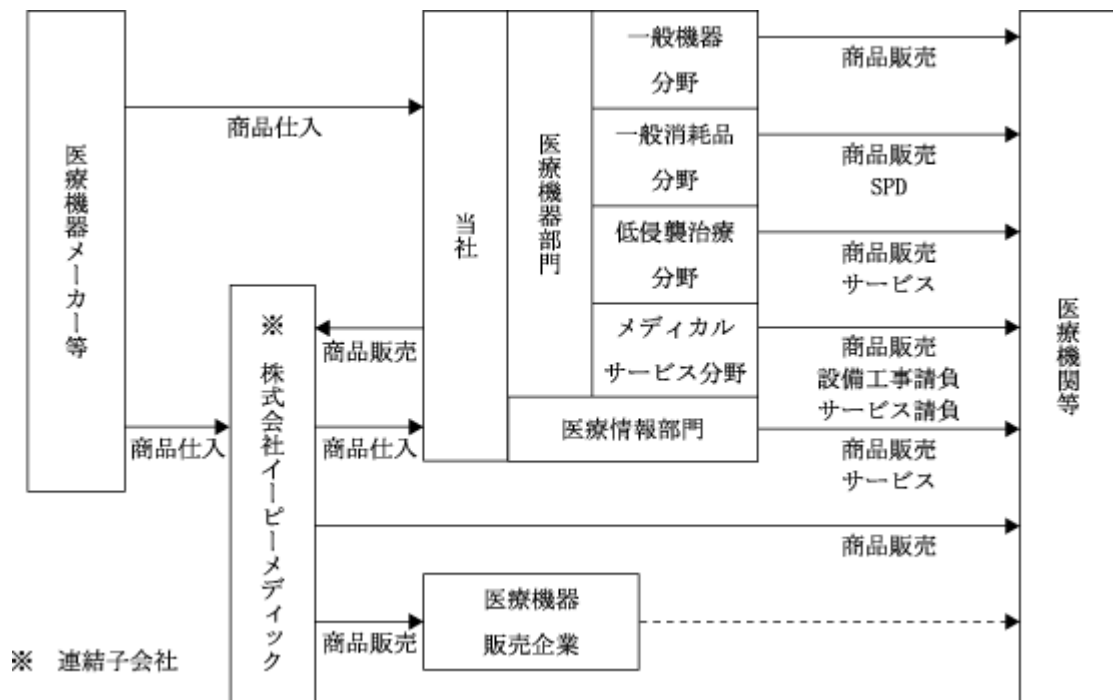 医療機器メーカー等
商品仕入
商品仕入
※　株式会社イーピーメディック
商品販売
商品仕入
当社
医療機器部門
一般機器
分野
一般消耗品
分野
低侵襲治療
分野
メディカル
サービス分野
医療情報部門
商品販売
商品販売
SPD
商品販売
サービス
商品販売
設備工事請負
サービス請負
商品販売
サービス
商品販売
商品販売
医療機器
販売企業
医療機関等
※　連結子会社